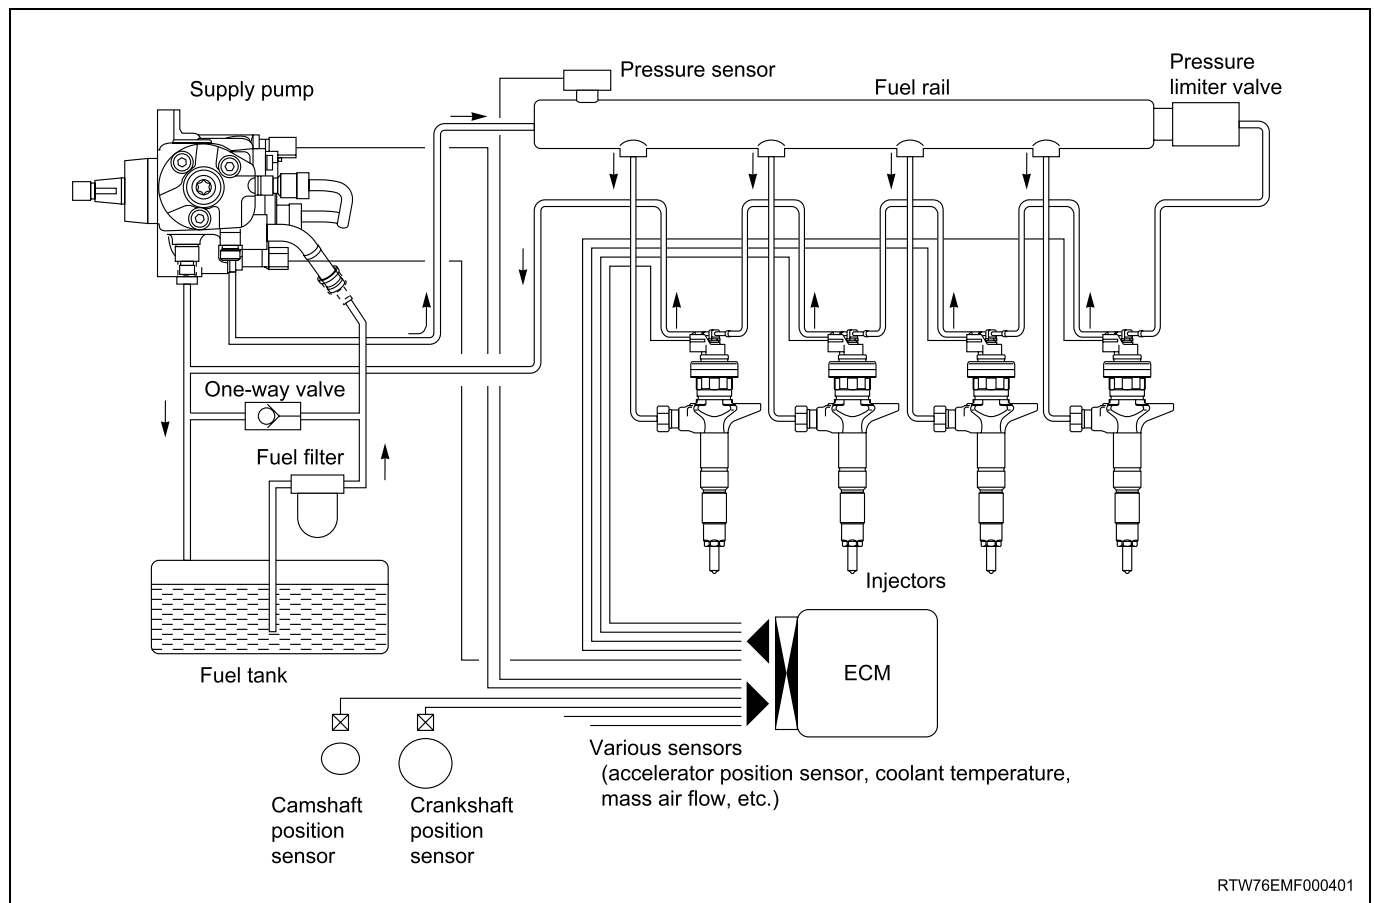 Supply pump
Pressure sensor
Fuel rail
Pressure
limiter valve
One-way valve
Fuel filter
Injectors
Fuel tank
ECM
Various sensors
(accelerator position sensor, coolant temperature,
mass air flow, etc.)
Camshaft
position
sensor
Crankshaft
position
sensor
RTW76EMF000401